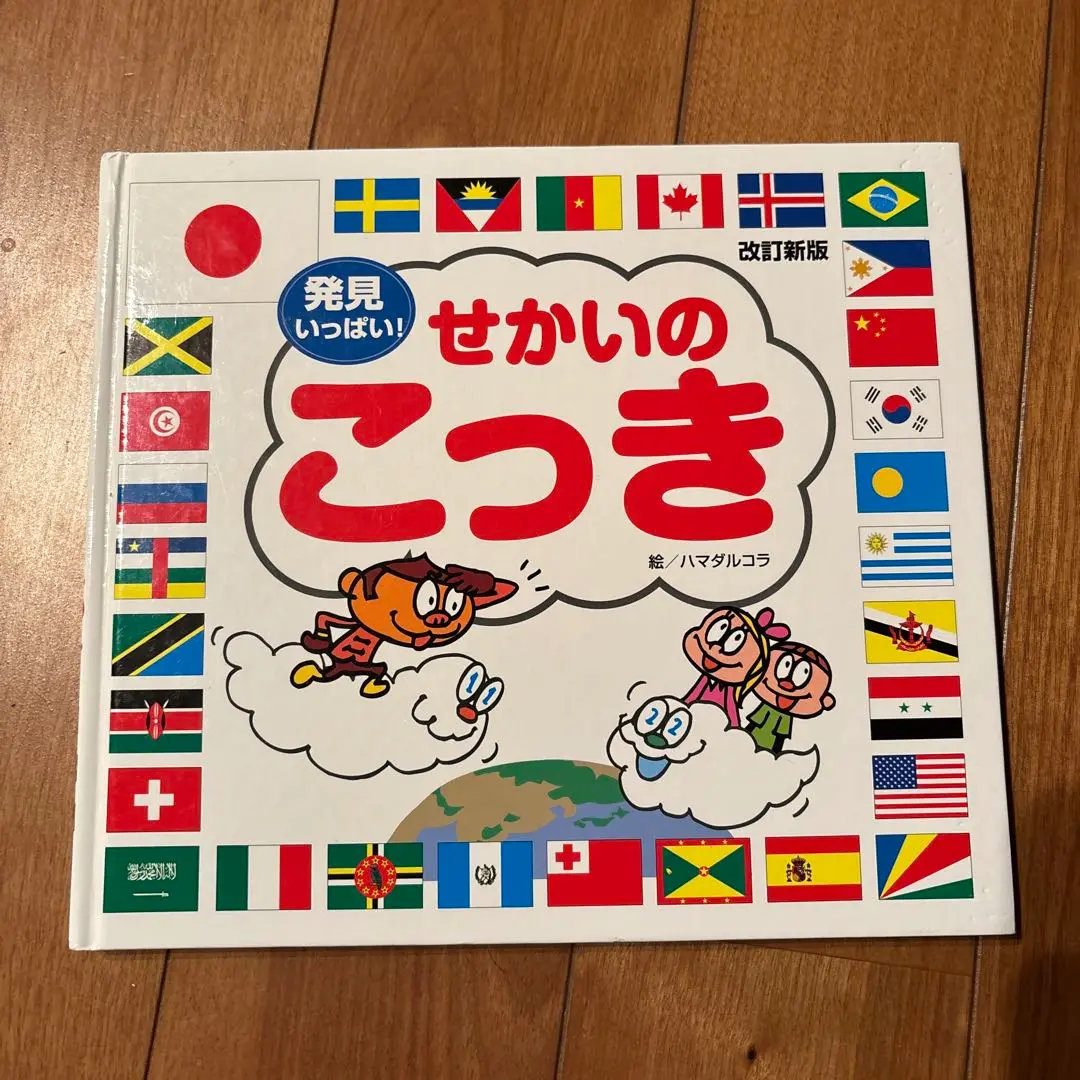 改訂新版
発見
いっぱい!
せかいの
こっき
絵/ハマダルコラ